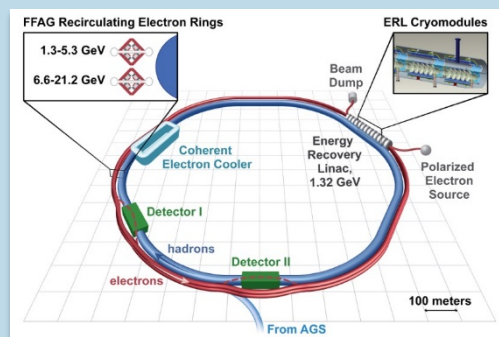 FFAG Recirculating Electron Rings
1.3-5.3 GeV
6.6-21.2 GeV
ERL Cryomodules
Beam
Dump
Energy
Recovery
Linac,
1.32 GeV
Polarized
Electron
Source
Coherent
Electron Cooler
Detector I
hadrons
Detector II
electrons
From AGS
100 meters